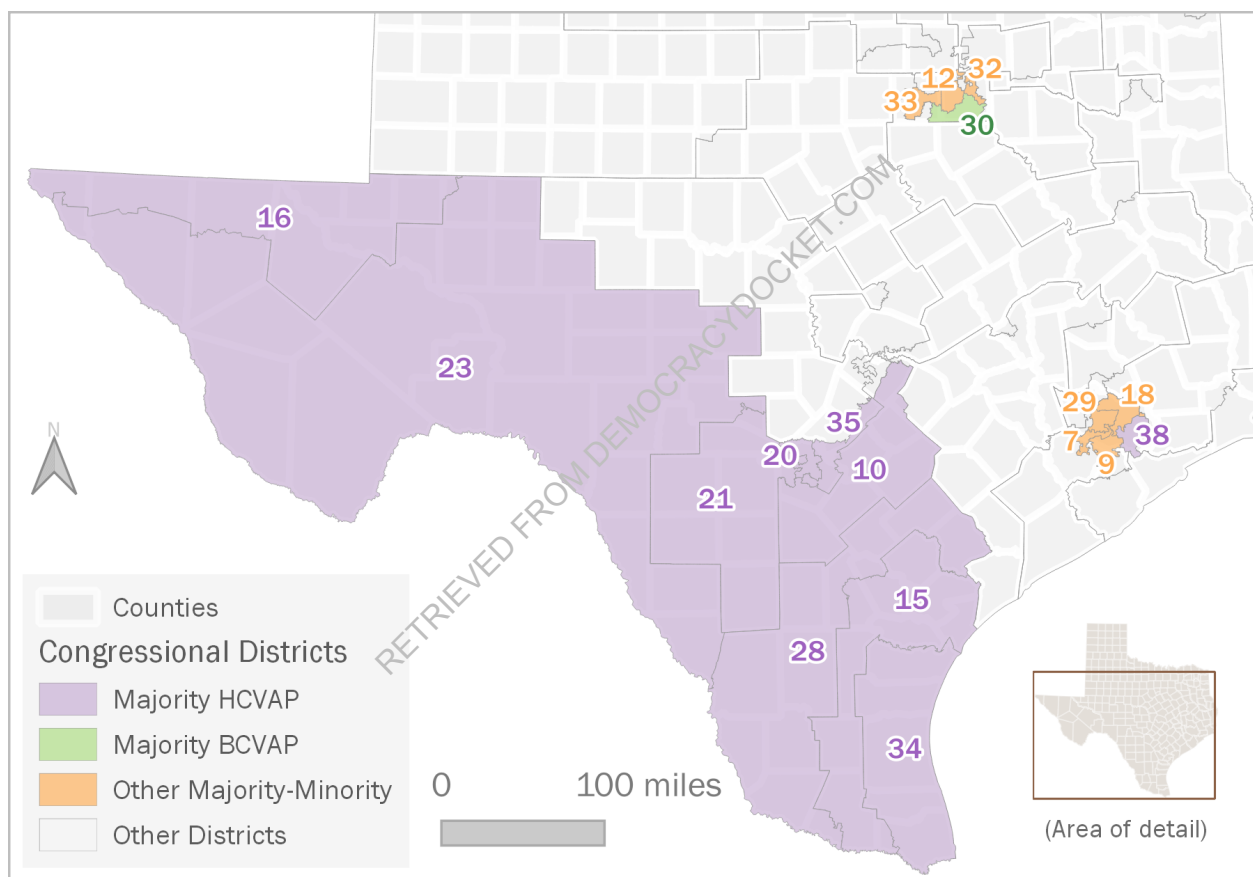 12
32
33
30
16
23
35
20
10
21
29
18
7
38
9
15
28
34
N
RETRIEVED FROM DEMOCRACYDOCKET.COM
Counties
Congressional Districts
Majority HCVAP
Majority BCVAP
Other Majority-Minority
Other Districts
0 100 miles
(Area of detail)